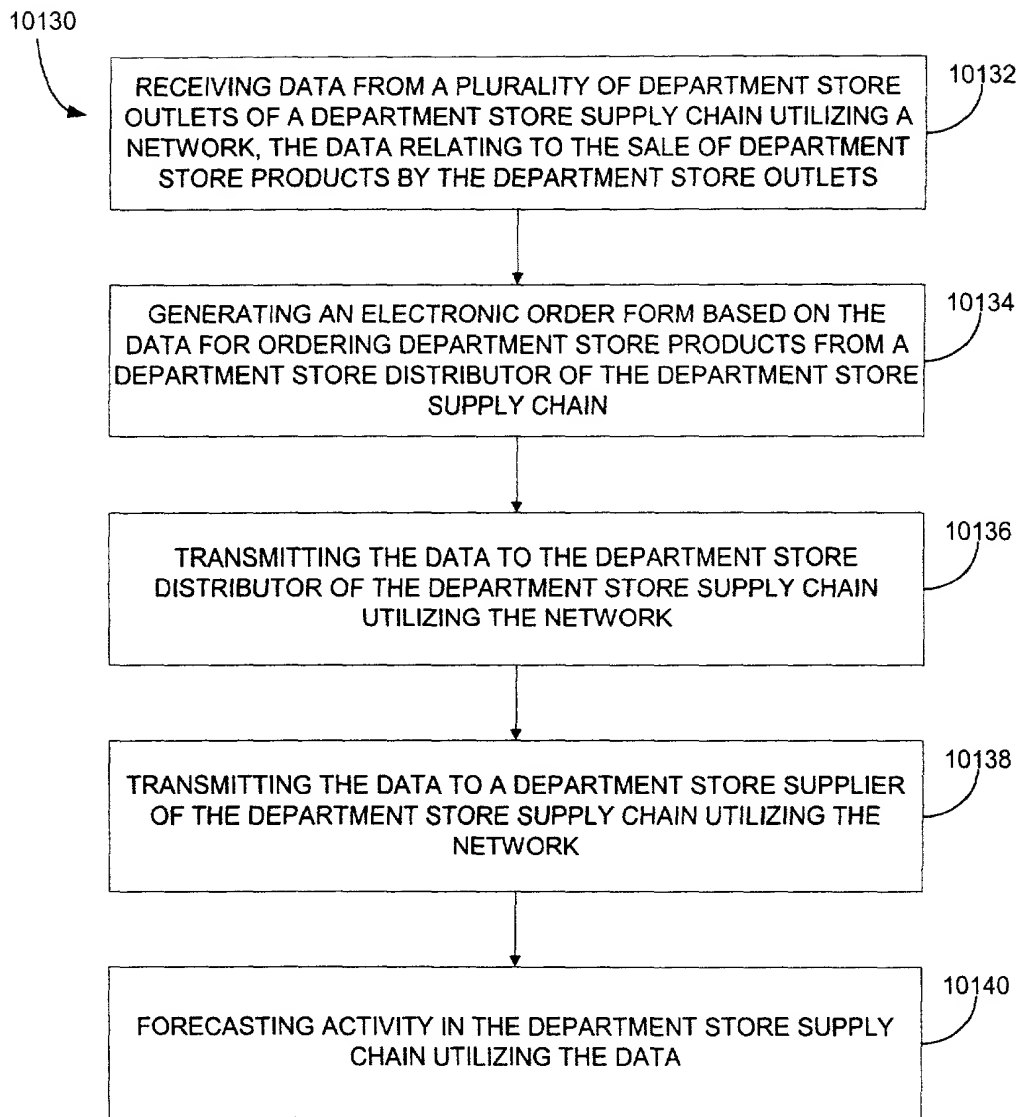 10130
RECEIVING DATA FROM A PLURALITY OF DEPARTMENT STORE
OUTLETS OF A DEPARTMENT STORE SUPPLY CHAIN UTILIZING A
NETWORK, THE DATA RELATING TO THE SALE OF DEPARTMENT
STORE PRODUCTS BY THE DEPARTMENT STORE OUTLETS
10132
GENERATING AN ELECTRONIC ORDER FORM BASED ON THE
DATA FOR ORDERING DEPARTMENT STORE PRODUCTS FROM A
DEPARTMENT STORE DISTRIBUTOR OF THE DEPARTMENT STORE
SUPPLY CHAIN
10134
TRANSMITTING THE DATA TO THE DEPARTMENT STORE
DISTRIBUTOR OF THE DEPARTMENT STORE SUPPLY CHAIN
UTILIZING THE NETWORK
10136
TRANSMITTING THE DATA TO A DEPARTMENT STORE SUPPLIER
OF THE DEPARTMENT STORE SUPPLY CHAIN UTILIZING THE
NETWORK
10138
FORECASTING ACTIVITY IN THE DEPARTMENT STORE SUPPLY
CHAIN UTILIZING THE DATA
10140